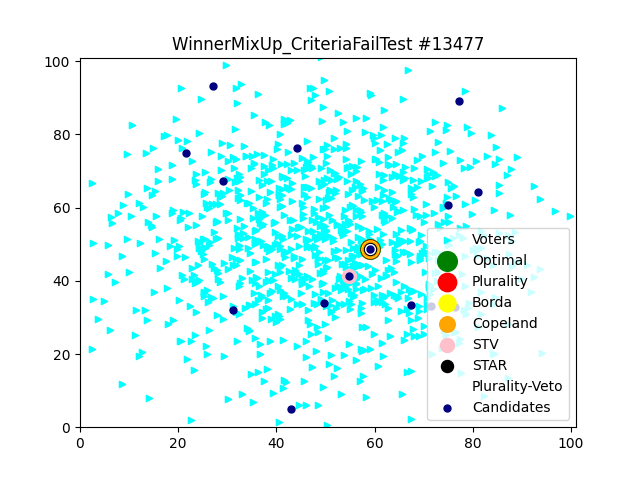 WinnerMixUp_CriteriaFailTest #13477
100
80
60
40
20
0
0 20 40 60 80 100
Voters
Optimal
Plurality
Borda
Copeland
STV
STAR
Plurality-Veto
Candidates